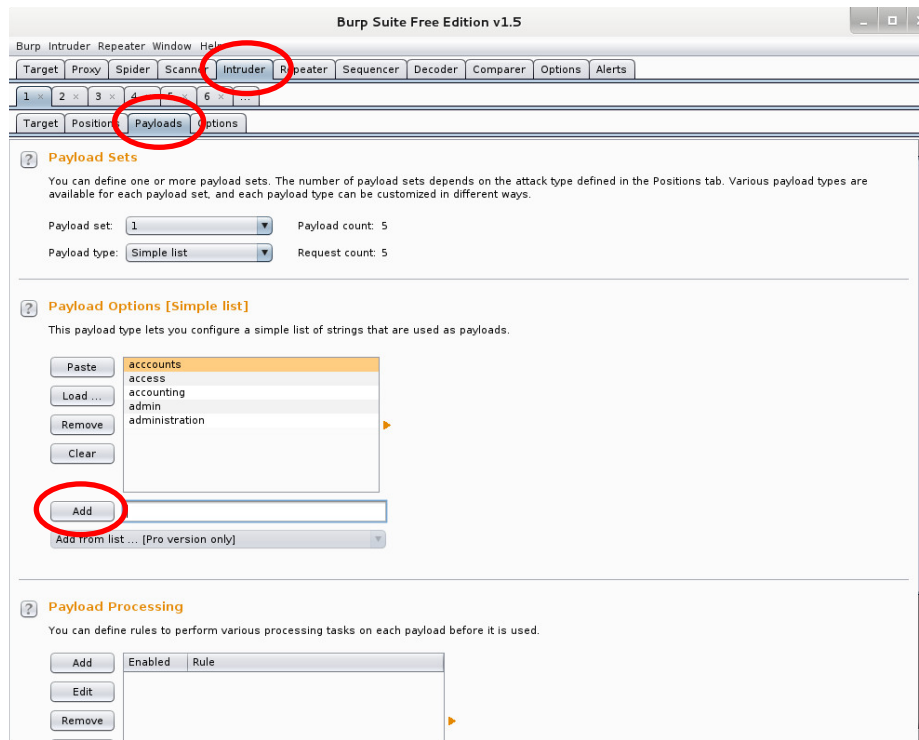 Burp Suite Free Edition v1.5
Burp Intruder Repeater Window Help
Target Proxy Spider Scanner Intruder Repeater Sequencer Decoder Comparer Options Alerts
1 × 2 × 3 × 4 × 5 × 6 × ...
Target Positions Payloads Options
? Payload Sets
You can define one or more payload sets. The number of payload sets depends on the attack type defined in the Positions tab. Various payload types are
available for each payload set, and each payload type can be customized in different ways.
Payload set: 1 Payload count: 5
Payload type: Simple list Request count: 5
? Payload Options [Simple list]
This payload type lets you configure a simple list of strings that are used as payloads.
Paste
acccounts
access
Load ...
accounting
admin
Remove
administration
Clear
Add
Add from list ... [Pro version only]
? Payload Processing
You can define rules to perform various processing tasks on each payload before it is used.
Add Enabled Rule
Edit
Remove